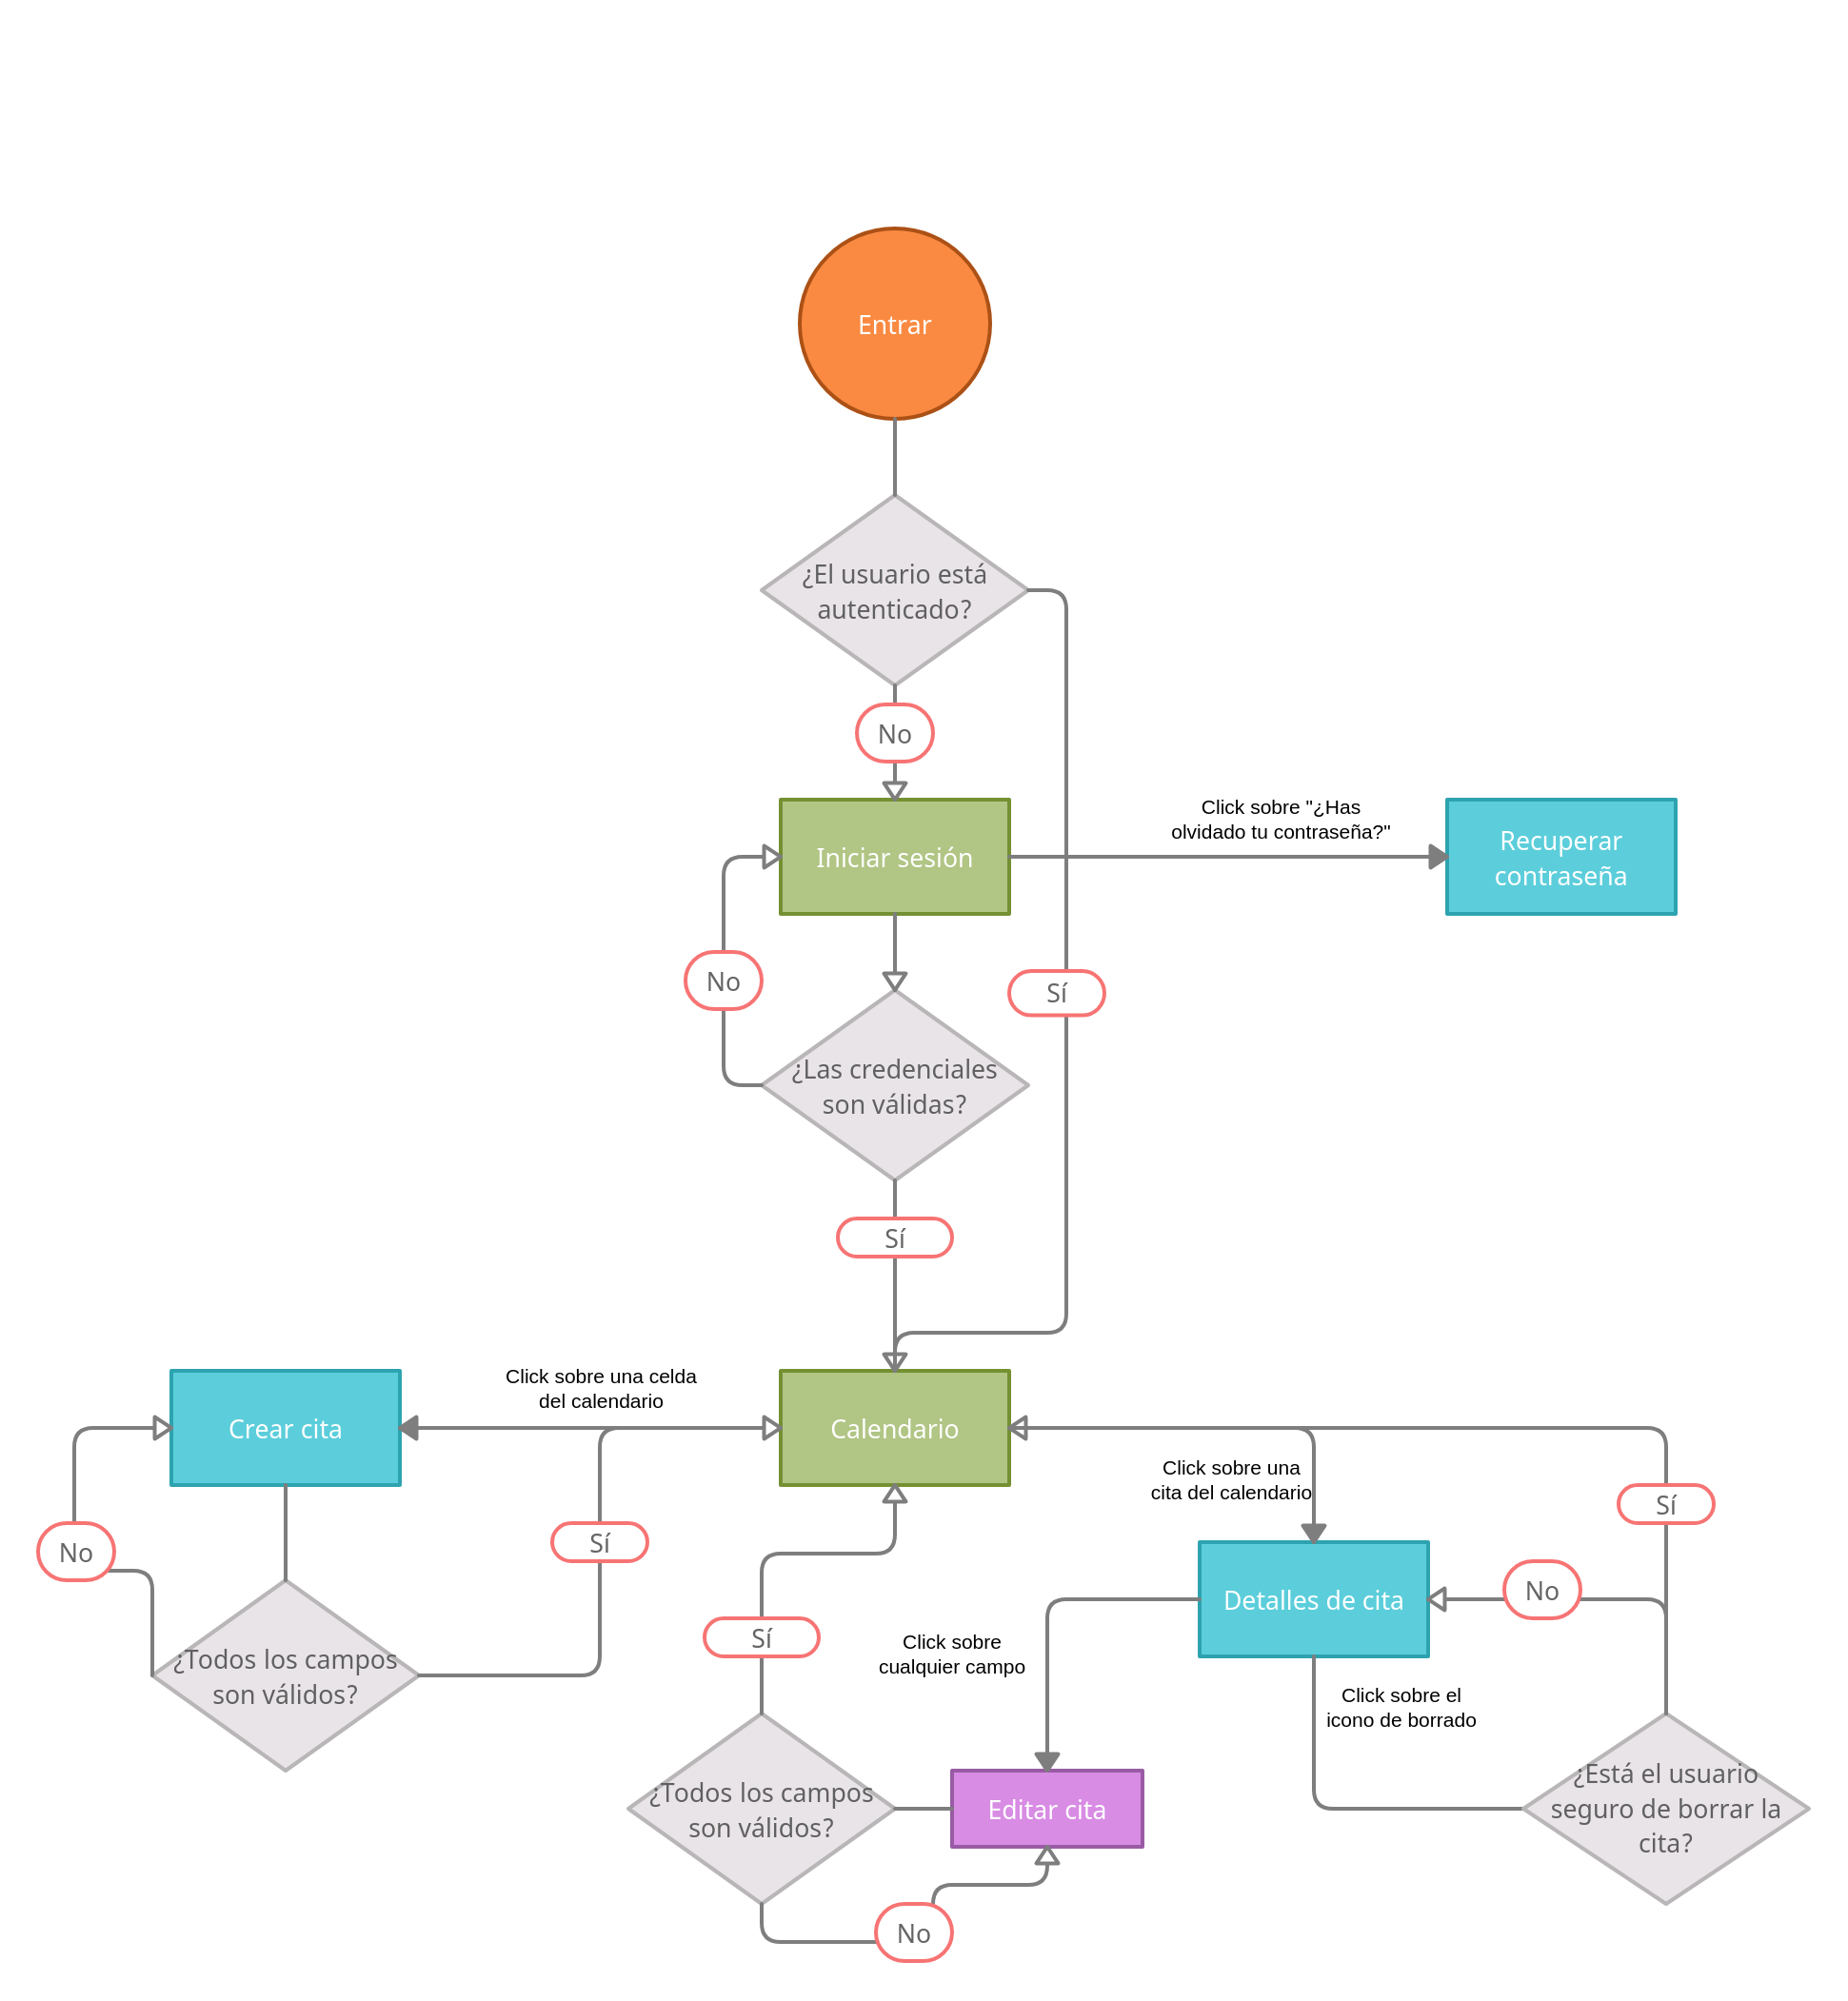 Entrar
¿El usuario está
autenticado?
No
Click sobre "¿Has
olvidado tu contraseña?"
Iniciar sesión
Recuperar
contraseña
No
Sí
¿Las credenciales
son válidas?
Sí
Click sobre una celda
del calendario
Crear cita
Calendario
Click sobre una
cita del calendario
Sí
No
Sí
Detalles de cita
No
¿Todos los campos
son válidos?
Sí
Click sobre
cualquier campo
Click sobre el
icono de borrado
¿Todos los campos
son válidos?
Editar cita
¿Está el usuario
seguro de borrar la
cita?
No